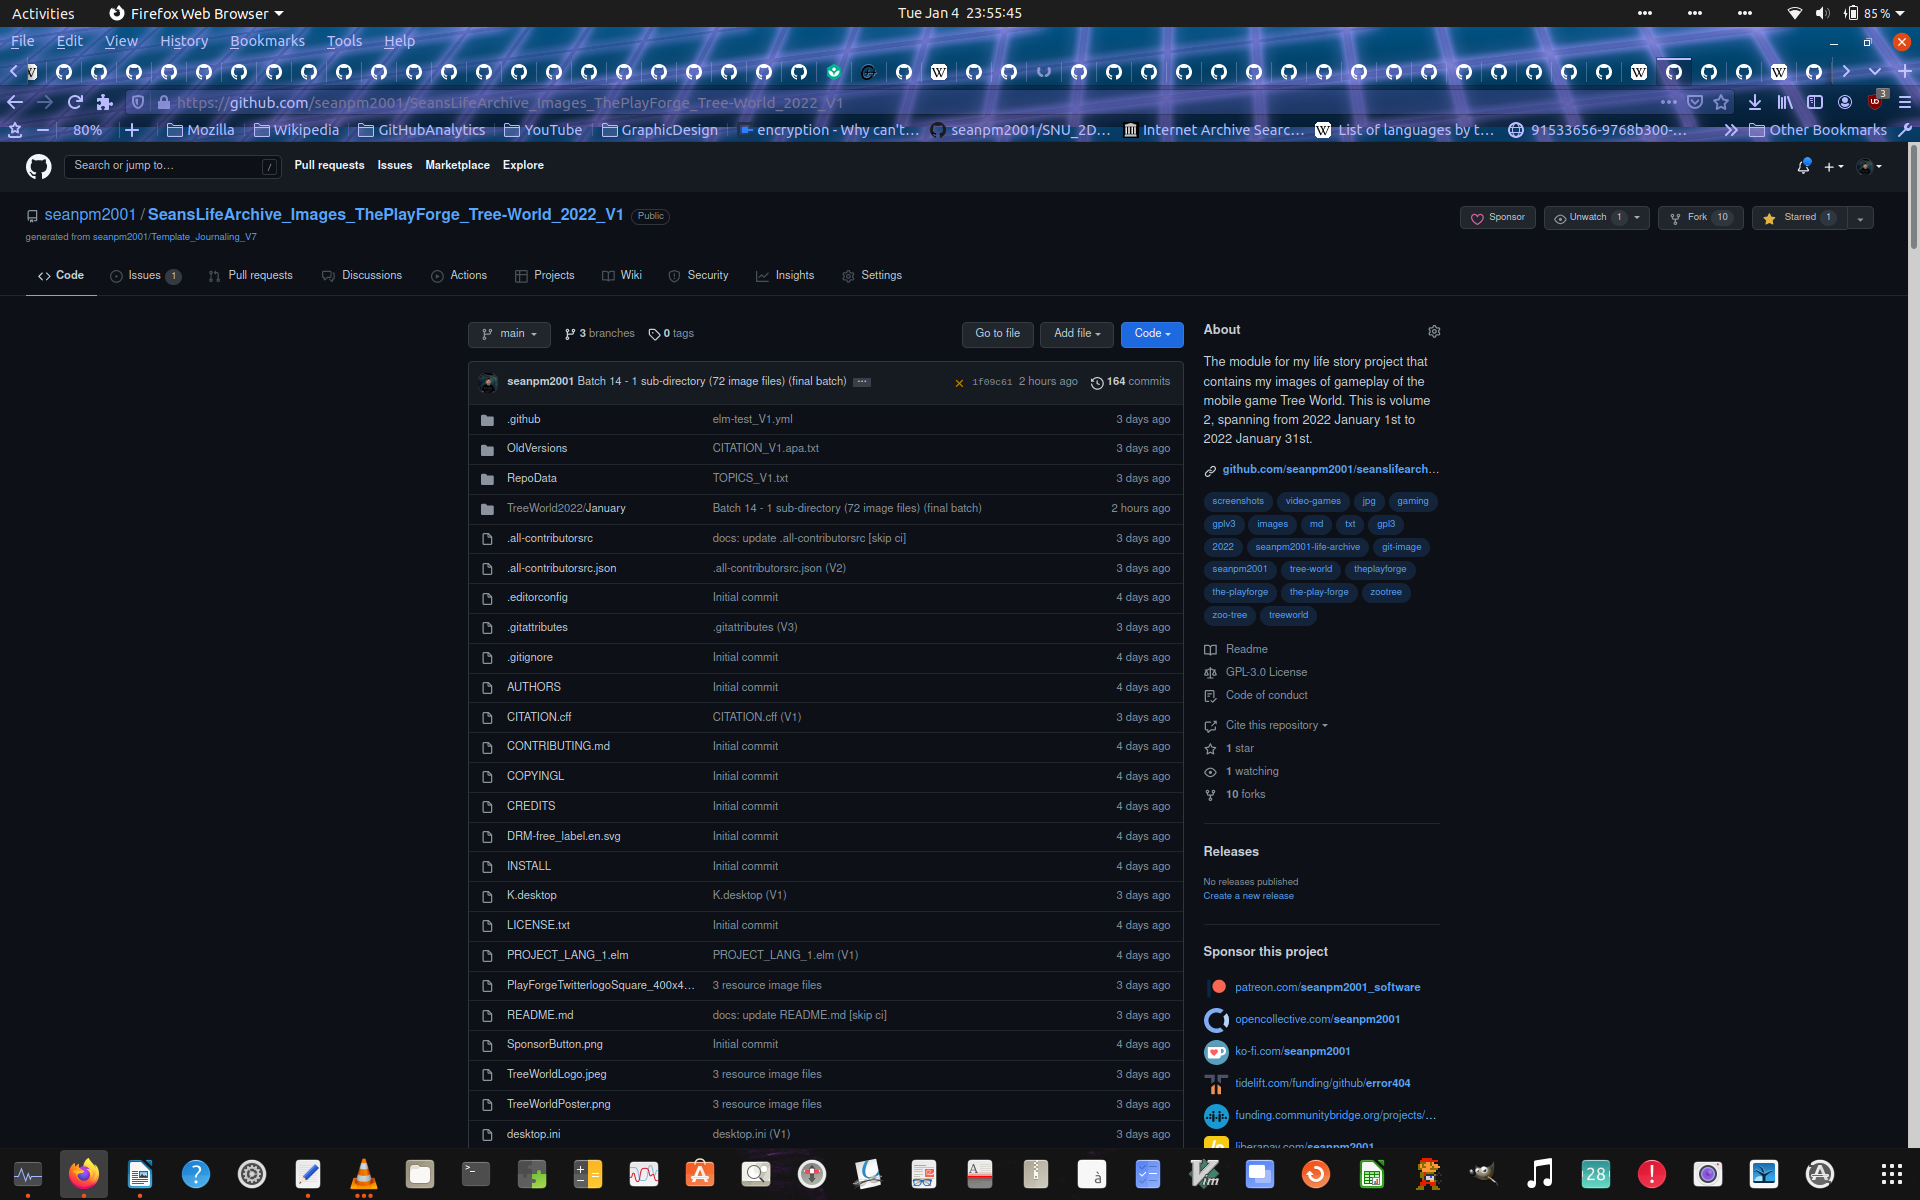 Activities Firefox Web Browser Tue Jan 4 23:55:45 85 %
File Edit View History Bookmarks Tools Help
https://github.com/seanpm2001/SeansLifeArchive_Images_ThePlayForge_Tree-World_2022_V1 3
80% Mozilla Wikipedia GitHubAnalytics YouTube GraphicDesign encryption - Why can't... seanpm2001/SNU_2D... Internet Archive Searc... List of languages by t... 91533656-9768b300-... Other Bookmarks
Search or jump to... / Pull requests Issues Marketplace Explore
seanpm2001 / SeansLifeArchive_Images_ThePlayForge_Tree-World_2022_V1 Public Sponsor Unwatch 1 Fork 10 Starred 1
generated from seanpm2001/Template_Journaling_V7
Code Issues 1 Pull requests Discussions Actions Projects Wiki Security Insights Settings
main 3 branches 0 tags Go to file Add file Code
seanpm2001 Batch 14 - 1 sub-directory (72 image files) (final batch) ... 1f09c61 2 hours ago 164 commits
.github elm-test_V1.yml 3 days ago
OldVersions CITATION_V1.apa.txt 3 days ago
RepoData TOPICS_V1.txt 3 days ago
TreeWorld2022/January Batch 14 - 1 sub-directory (72 image files) (final batch) 2 hours ago
.all-contributorsrc docs: update .all-contributorsrc [skip ci] 3 days ago
.all-contributorsrc.json .all-contributorsrc.json (V2) 3 days ago
.editorconfig Initial commit 4 days ago
.gitattributes .gitattributes (V3) 3 days ago
.gitignore Initial commit 4 days ago
AUTHORS Initial commit 4 days ago
CITATION.cff CITATION.cff (V1) 3 days ago
CONTRIBUTING.md Initial commit 4 days ago
COPYINGL Initial commit 4 days ago
CREDITS Initial commit 4 days ago
DRM-free_label.en.svg Initial commit 4 days ago
INSTALL Initial commit 4 days ago
K.desktop K.desktop (V1) 3 days ago
LICENSE.txt Initial commit 4 days ago
PROJECT_LANG_1.elm PROJECT_LANG_1.elm (V1) 4 days ago
PlayForgeTwitterlogoSquare_400x4... 3 resource image files 3 days ago
README.md docs: update README.md [skip ci] 3 days ago
SponsorButton.png Initial commit 4 days ago
TreeWorldLogo.jpeg 3 resource image files 3 days ago
TreeWorldPoster.png 3 resource image files 3 days ago
desktop.ini desktop.ini (V1) 3 days ago
About
The module for my life story project that
contains my images of gameplay of the
mobile game Tree World. This is volume
2, spanning from 2022 January 1st to
2022 January 31st.
github.com/seanpm2001/seanslifearch...
screenshots video-games jpg gaming
gplv3 images md txt gpl3
2022 seanpm2001-life-archive git-image
seanpm2001 tree-world theplayforge
the-playforge the-play-forge zootree
zoo-tree treeworld
Readme
GPL-3.0 License
Code of conduct
Cite this repository
1 star
1 watching
10 forks
Releases
No releases published
Create a new release
Sponsor this project
patreon.com/seanpm2001_software
opencollective.com/seanpm2001
ko-fi.com/seanpm2001
tidelift.com/funding/github/error404
funding.communitybridge.org/projects/...
liberapay.com/seanpm2001
28